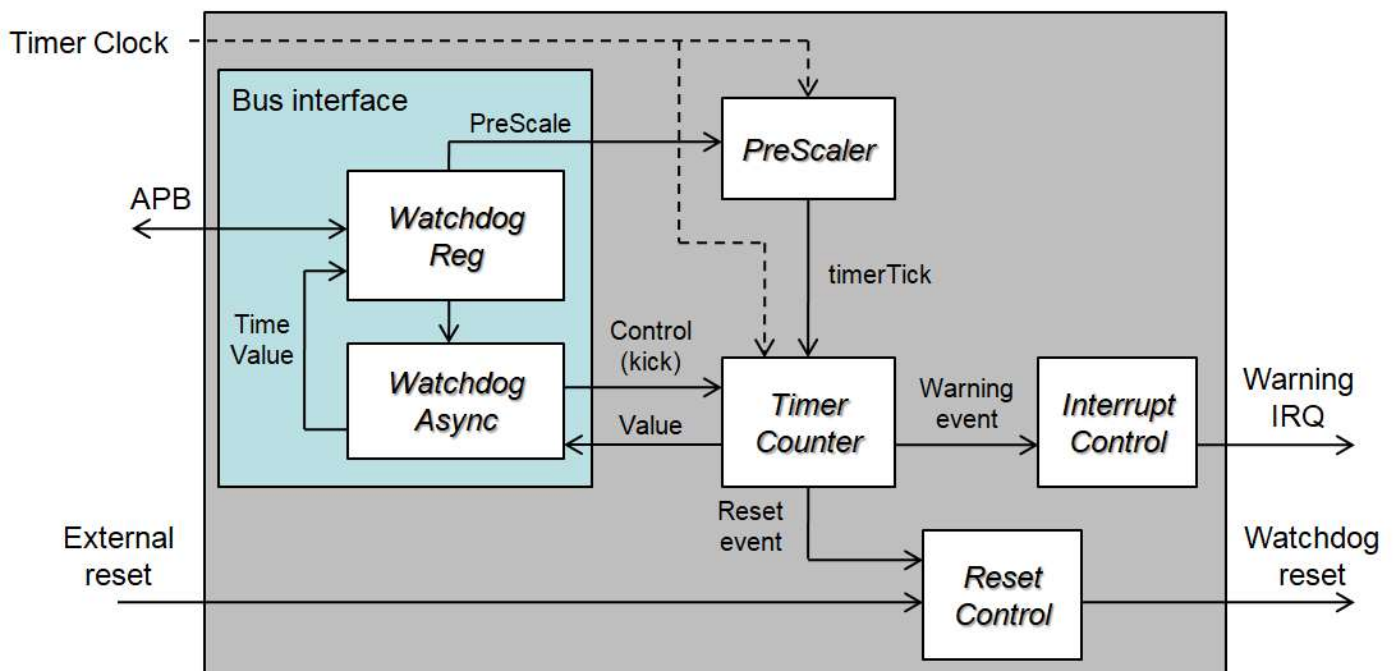 Timer Clock
Bus interface
PreScale
PreScaler
APB
Watchdog
Reg
timerTick
Time
Value
Control
(kick)
Watchdog
Async
Value
Timer
Counter
Warning
event
Interrupt
Control
Warning
IRQ
Reset
event
External
reset
Reset
Control
Watchdog
reset